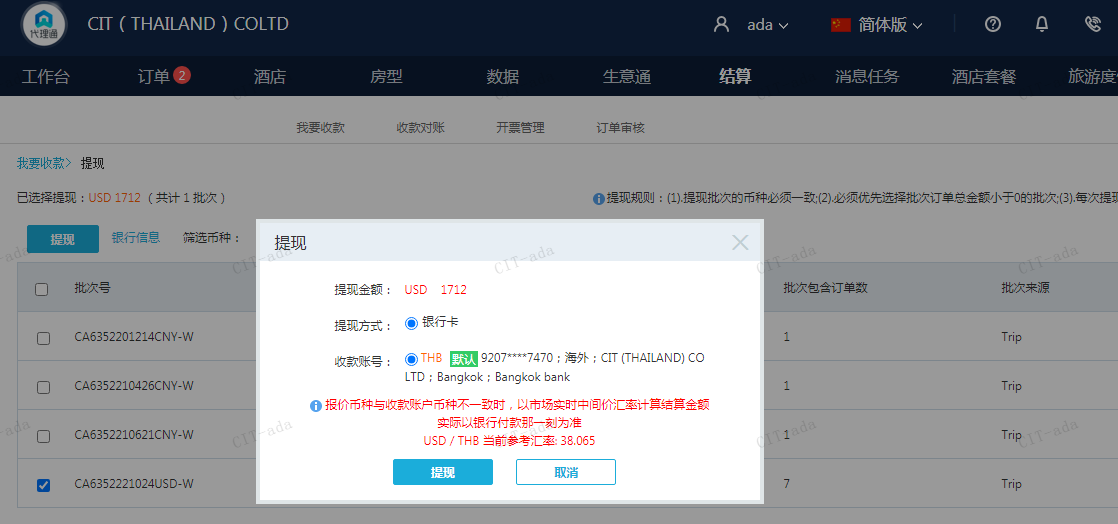 代理通
CIT ( THAILAND ) COLTD
ada
简体版
工作台
订单 2
酒店
房型
数据
生意通
结算
消息任务
酒店套餐
旅游度
我要收款
收款对账
开票管理
订单审核
我要收款> 提现
已选择提现：USD 1712 （ 共计 1 批次 ）
提现规则：(1).提现批次的币种必须一致;(2).必须优先选择批次订单总金额小于0的批次;(3).每次提现
提现
银行信息
筛选币种：
批次号
批次包含订单数
批次来源
CA6352201214CNY-W
1
Trip
CA6352210426CNY-W
1
Trip
CA6352210621CNY-W
1
Trip
CA6352221024USD-W
7
Trip
提现
提现金额： USD 1712
提现方式： 银行卡
收款账号： THB 默认 9207****7470；海外；CIT (THAILAND) CO
LTD；Bangkok；Bangkok bank
报价币种与收款账户币种不一致时，以市场实时中间价汇率计算结算金额
实际以银行付款那一刻为准
USD / THB 当前参考汇率: 38.065
提现
取消
CIT-ada